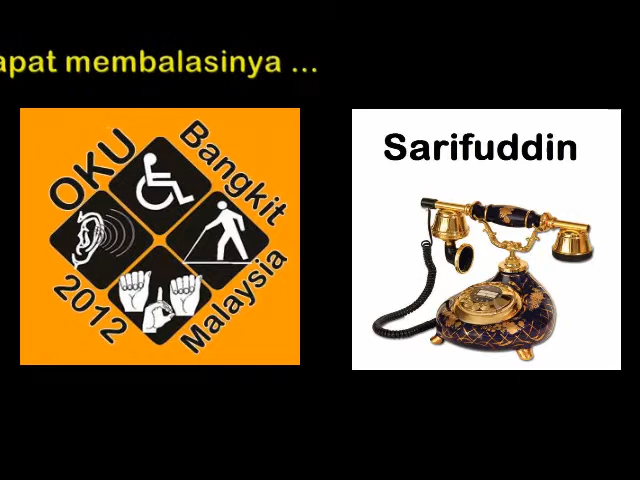 apat membalasinya ...
OKU
Bangkit
2012
Malaysia
Sarifuddin